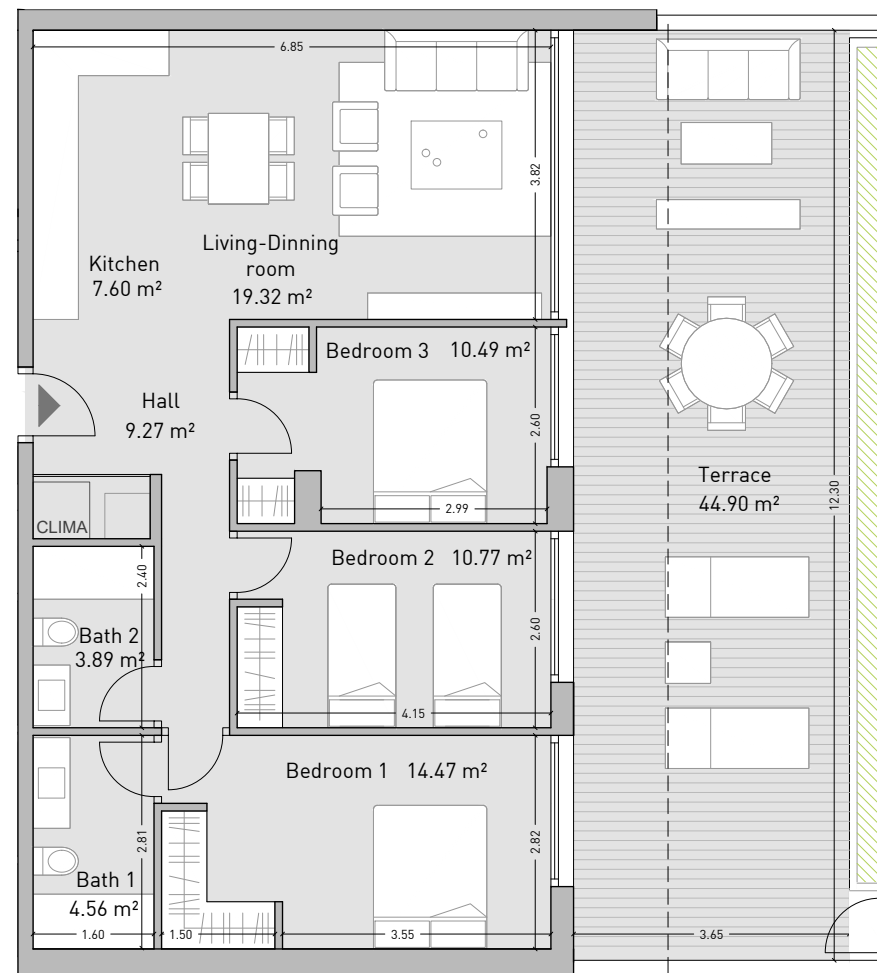 6.85
3.82
Living-Dinning
room
19.32 m²
Kitchen
7.60 m²
Bedroom 3 10.49 m²
Hall
9.27 m²
2.60
2.99
Terrace
44.90 m²
12.30
CLIMA
Bedroom 2 10.77 m²
2.40
Bath 2
3.89 m²
2.60
4.15
Bedroom 1 14.47 m²
2.81
2.82
Bath 1
4.56 m²
1.60
1.50
3.55
3.65